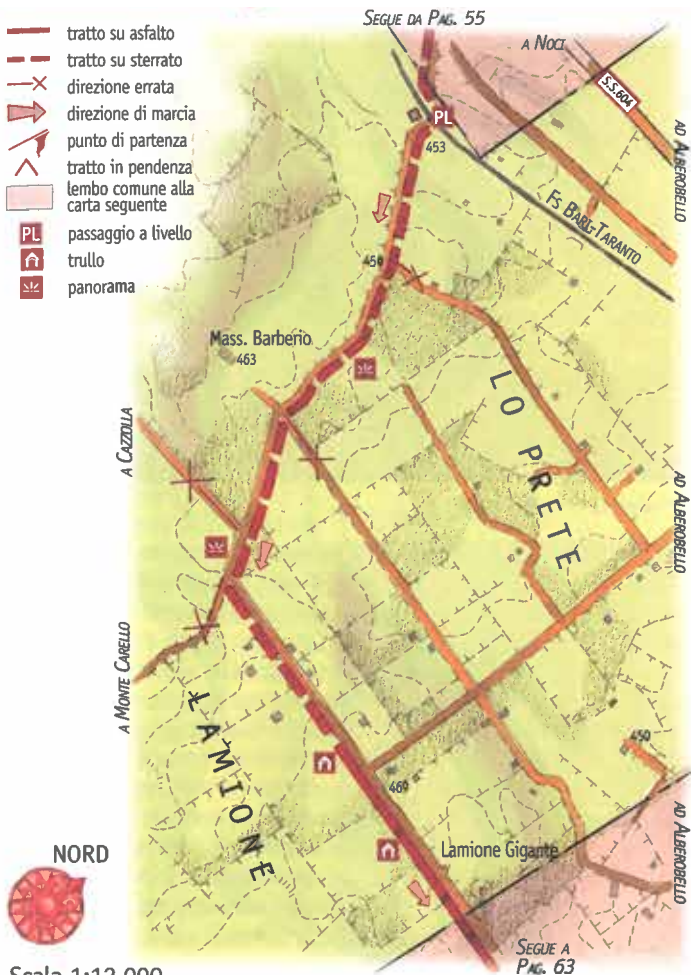 SEGUE DA PAG. 55
tratto su asfalto
tratto su sterrato
direzione errata
direzione di marcia
punto di partenza
tratto in pendenza
lembo comune alla
carta seguente
PL passaggio a livello
trullo
panorama
A NOCI
S.S.604
PL
453
AD ALBEROBELLO
FS BARI-TARANTO
450
Mass. Barberio
463
LO PRETE
A CAZZOLLA
AD ALBEROBELLO
A MONTE CARELLO
LAMIONE
450
460
AD ALBEROBELLO
Lamione Gigante
NORD
SEGUE A
PAG. 63
Scala 1:12.000